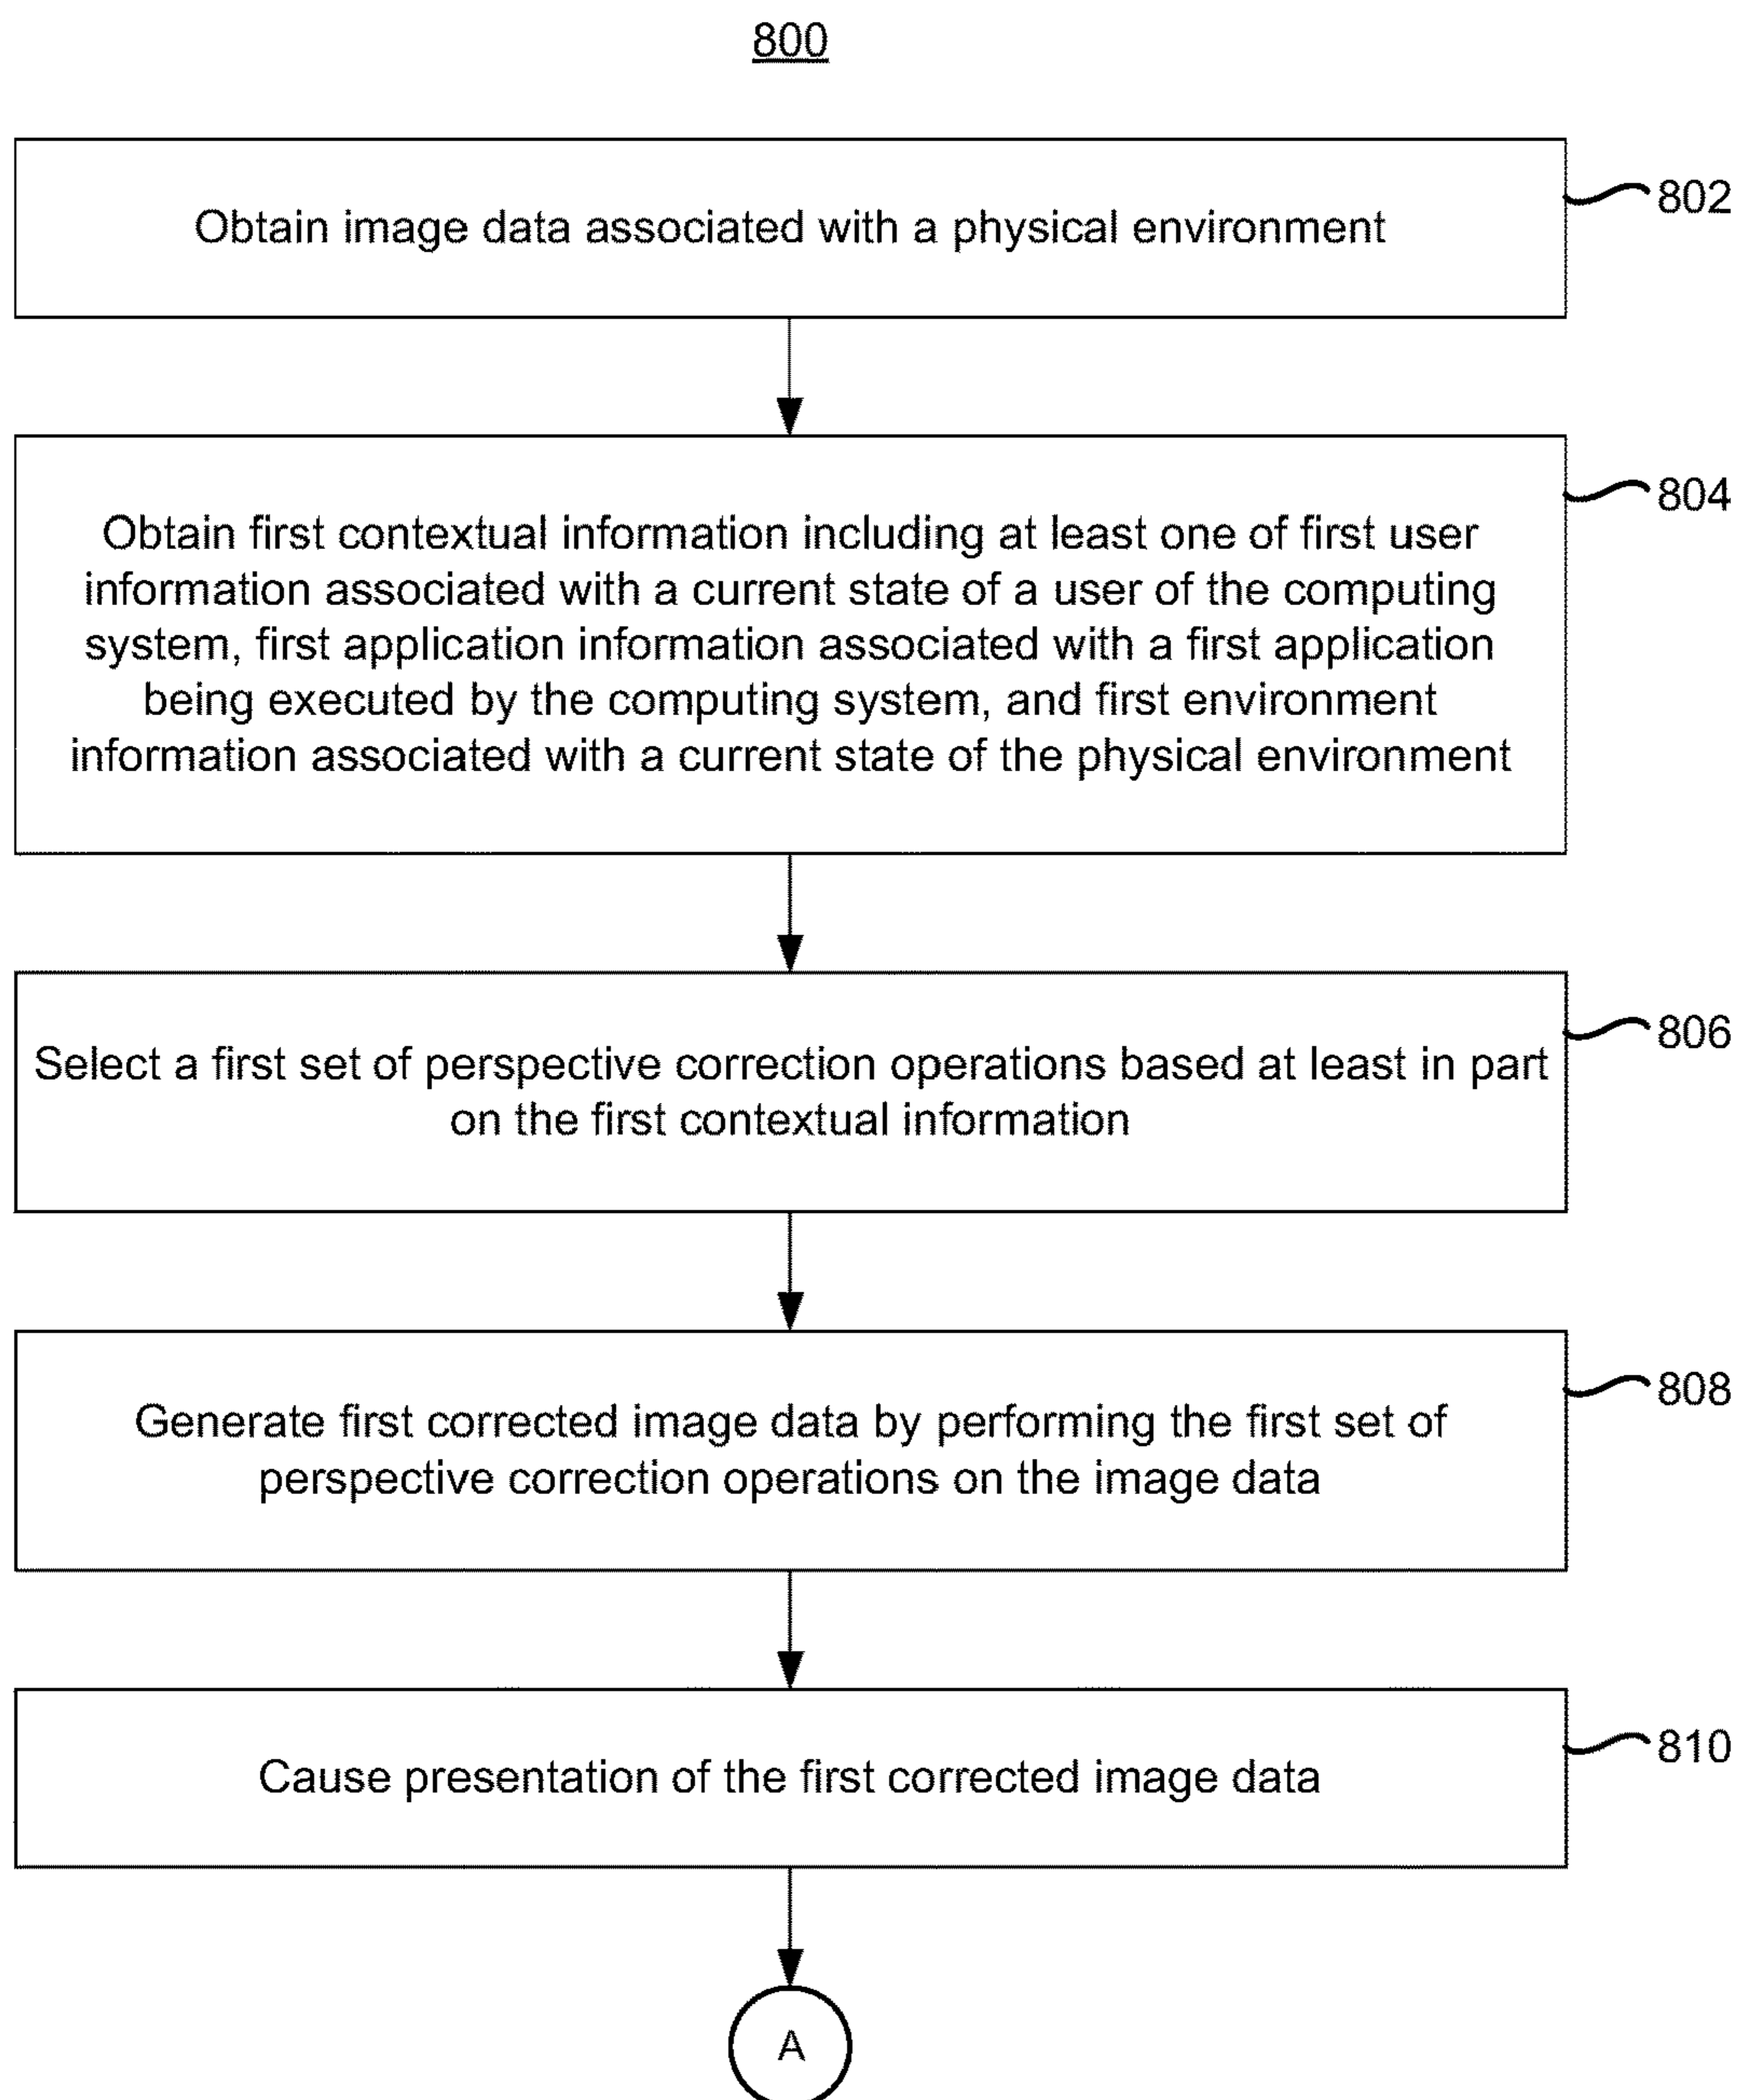 800
Obtain image data associated with a physical environment
802
Obtain first contextual information including at least one of first user
information associated with a current state of a user of the computing
system, first application information associated with a first application
being executed by the computing system, and first environment
information associated with a current state of the physical environment
804
Select a first set of perspective correction operations based at least in part
on the first contextual information
806
Generate first corrected image data by performing the first set of
perspective correction operations on the image data
808
Cause presentation of the first corrected image data
810
A